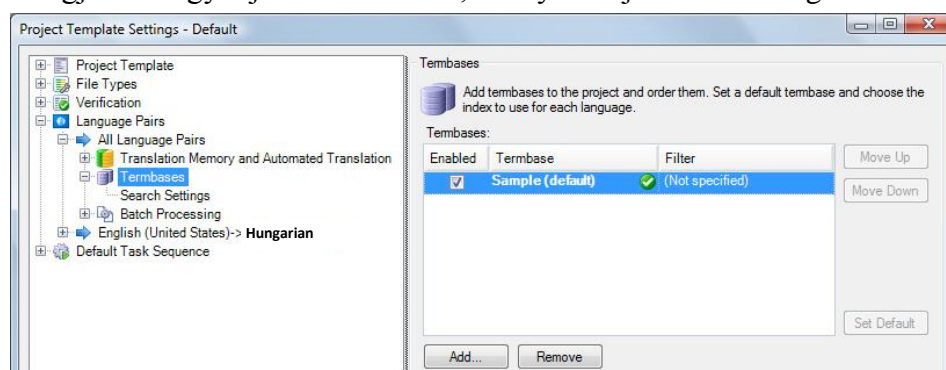 Project Template Settings - Default
Project Template
File Types
Verification
Language Pairs
All Language Pairs
Translation Memory and Automated Translation
Termbases
Search Settings
Batch Processing
English (United States)-> Hungarian
Default Task Sequence
Termbases
Add termbases to the project and order them. Set a default termbase and choose the
index to use for each language.
Termbases:
Enabled Termbase Filter
Sample (default) (Not specified)
Move Up
Move Down
Set Default
Add... Remove